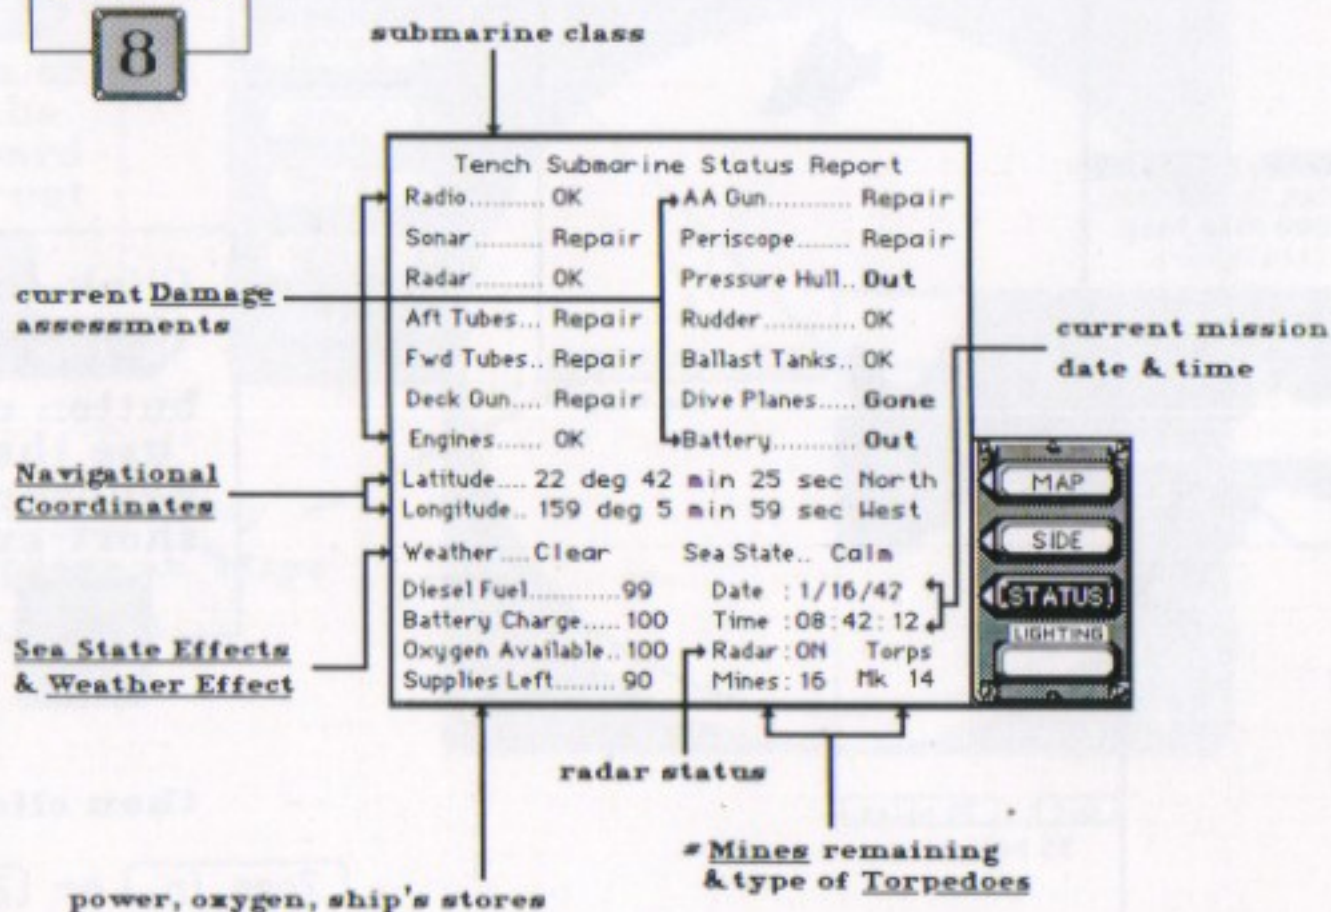 8
submarine class
Tench Submarine Status Report
Radio......... OK
AA Gun........... Repair
Sonar......... Repair
Periscope....... Repair
Radar......... OK
Pressure Hull.. Out
Aft Tubes... Repair
Rudder............ OK
Fwd Tubes.. Repair
Ballast Tanks.. OK
Deck Gun.... Repair
Dive Planes..... Gone
Engines...... OK
Battery.......... Out
Latitude.... 22 deg 42 min 25 sec North
Longitude.. 159 deg 5 min 59 sec West
Weather.... Clear
Sea State.. Calm
Diesel Fuel............99
Date : 1/16/42
Battery Charge..... 100
Time :08:42:12
Oxygen Available.. 100
Radar: ON Torps
Supplies Left........ 90
Mines: 16 Mk 14
current Damage
assessments
Navigational
Coordinates
Sea State Effects
& Weather Effect
current mission
date & time
MAP
SIDE
STATUS
LIGHTING
radar status
# Mines remaining
& type of Torpedoes
power, oxygen, ship's stores